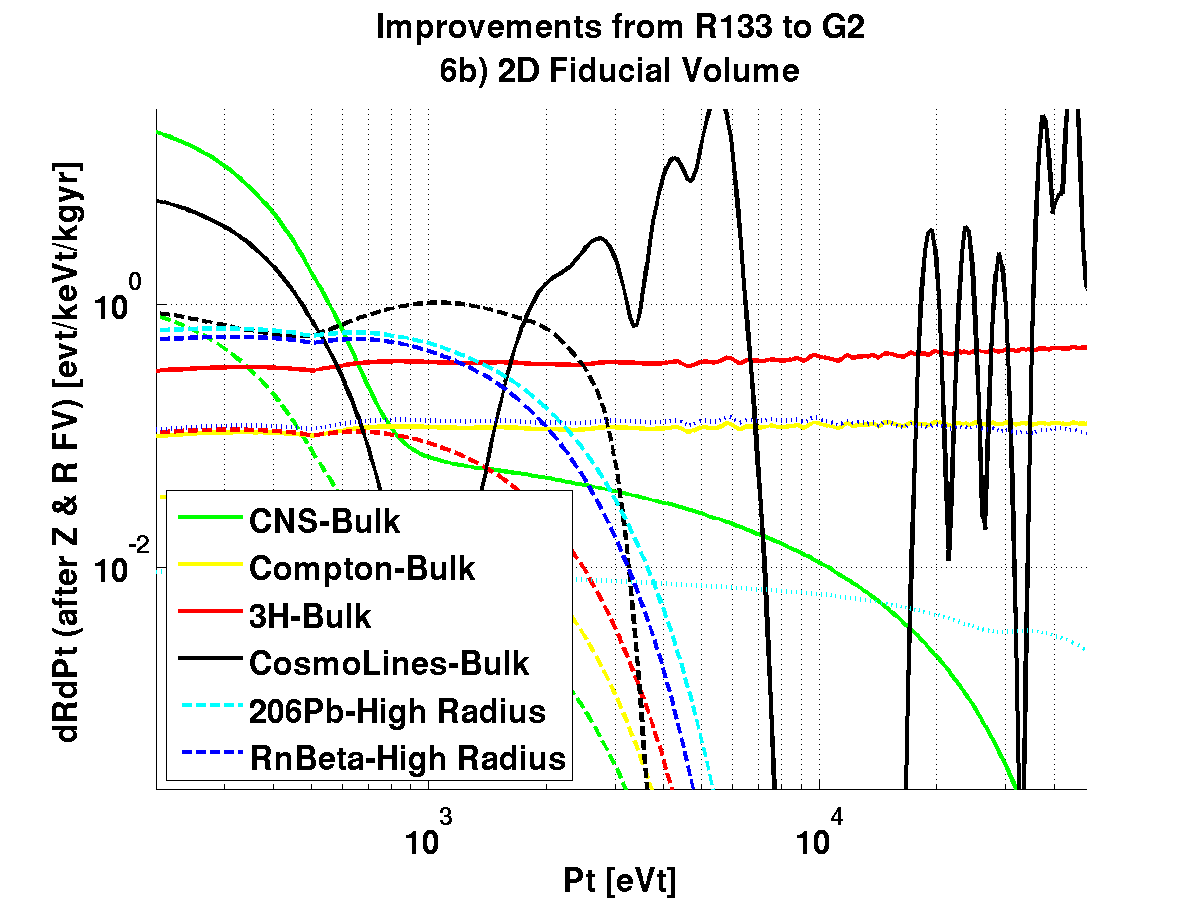 Improvements from R133 to G2
6b) 2D Fiducial Volume
dRdPt (after Z & R FV) [evt/keVt/kgyr]
10^0
10^-2
CNS-Bulk
Compton-Bulk
3H-Bulk
CosmoLines-Bulk
206Pb-High Radius
RnBeta-High Radius
10^3
10^4
Pt [eVt]